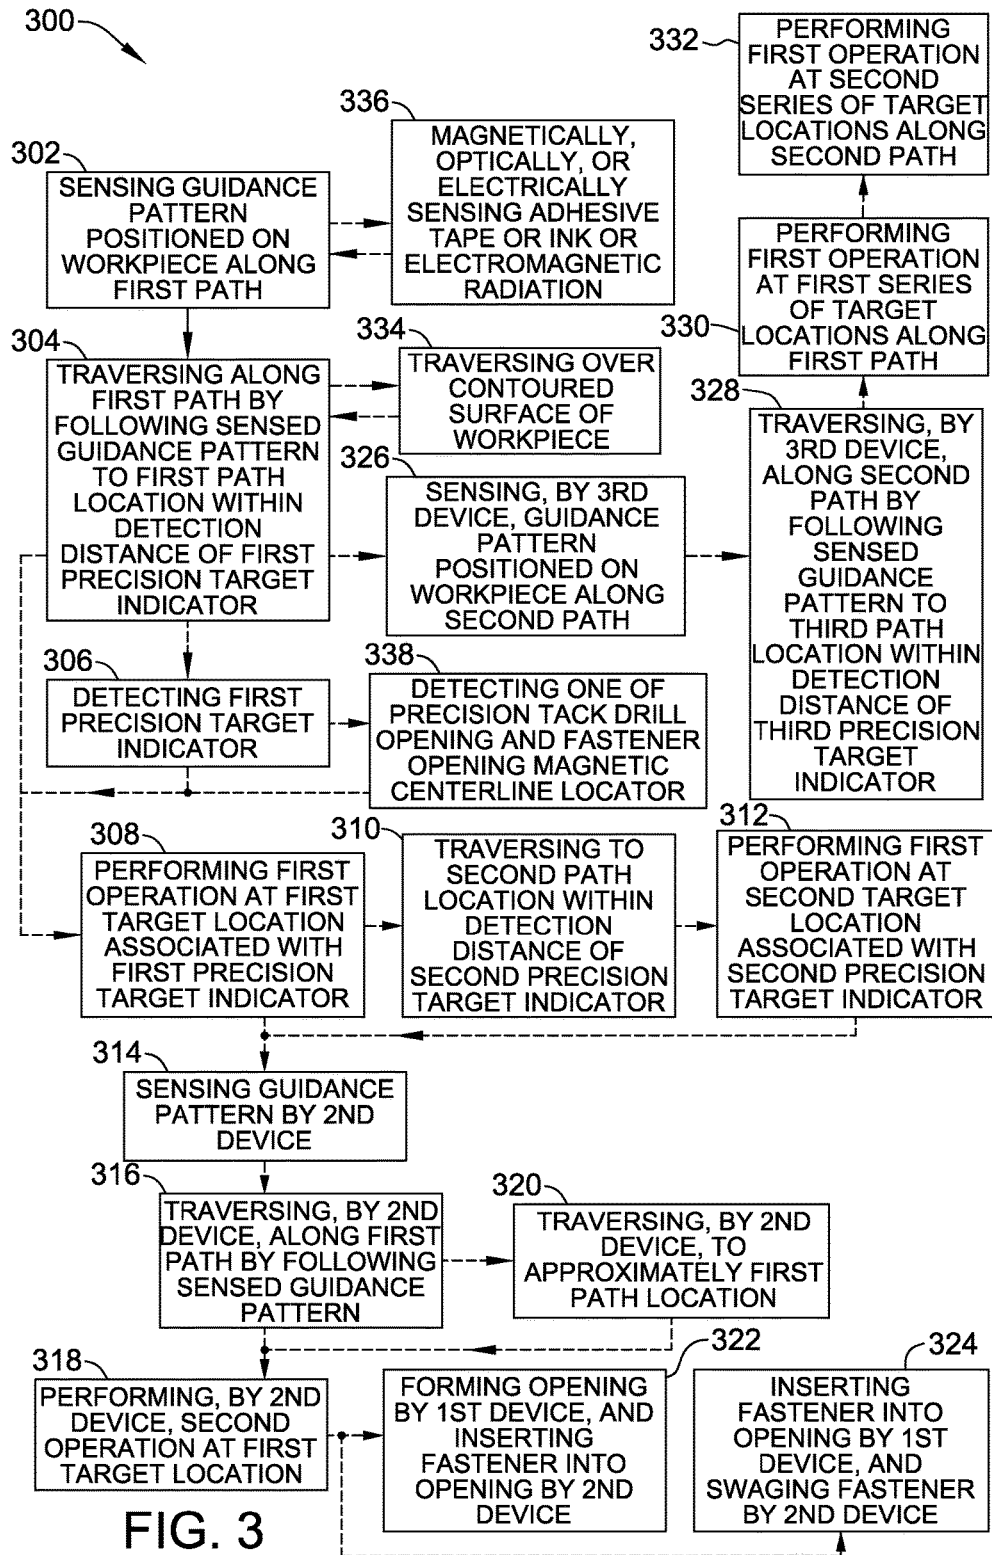 300
302
SENSING GUIDANCE
PATTERN
POSITIONED ON
WORKPIECE ALONG
FIRST PATH
336
MAGNETICALLY,
OPTICALLY, OR
ELECTRICALLY
SENSING ADHESIVE
TAPE OR INK OR
ELECTROMAGNETIC
RADIATION
332
PERFORMING
FIRST OPERATION
AT SECOND
SERIES OF TARGET
LOCATIONS ALONG
SECOND PATH
330
PERFORMING
FIRST OPERATION
AT FIRST SERIES
OF TARGET
LOCATIONS ALONG
FIRST PATH
304
TRAVERSING ALONG
FIRST PATH BY
FOLLOWING SENSED
GUIDANCE PATTERN
TO FIRST PATH
LOCATION WITHIN
DETECTION
DISTANCE OF FIRST
PRECISION TARGET
INDICATOR
334
TRAVERSING OVER
CONTOURED
SURFACE OF
WORKPIECE
326
SENSING, BY 3RD
DEVICE, GUIDANCE
PATTERN
POSITIONED ON
WORKPIECE ALONG
SECOND PATH
328
TRAVERSING, BY
3RD DEVICE,
ALONG SECOND
PATH BY
FOLLOWING
SENSED
GUIDANCE
PATTERN TO
THIRD PATH
LOCATION WITHIN
DETECTION
DISTANCE OF
THIRD PRECISION
TARGET
INDICATOR
306
DETECTING FIRST
PRECISION TARGET
INDICATOR
338
DETECTING ONE OF
PRECISION TACK DRILL
OPENING AND FASTENER
OPENING MAGNETIC
CENTERLINE LOCATOR
308
PERFORMING FIRST
OPERATION AT FIRST
TARGET LOCATION
ASSOCIATED WITH
FIRST PRECISION
TARGET INDICATOR
310
TRAVERSING TO
SECOND PATH
LOCATION WITHIN
DETECTION
DISTANCE OF
SECOND PRECISION
TARGET INDICATOR
312
PERFORMING FIRST
OPERATION AT
SECOND TARGET
LOCATION
ASSOCIATED WITH
SECOND PRECISION
TARGET INDICATOR
314
SENSING GUIDANCE
PATTERN BY 2ND
DEVICE
316
TRAVERSING, BY 2ND
DEVICE, ALONG FIRST
PATH BY FOLLOWING
SENSED GUIDANCE
PATTERN
320
TRAVERSING, BY 2ND
DEVICE, TO
APPROXIMATELY FIRST
PATH LOCATION
318
PERFORMING, BY 2ND
DEVICE, SECOND
OPERATION AT FIRST
TARGET LOCATION
322
FORMING OPENING
BY 1ST DEVICE, AND
INSERTING
FASTENER INTO
OPENING BY 2ND
DEVICE
324
INSERTING
FASTENER INTO
OPENING BY 1ST
DEVICE, AND
SWAGING FASTENER
BY 2ND DEVICE
FIG. 3